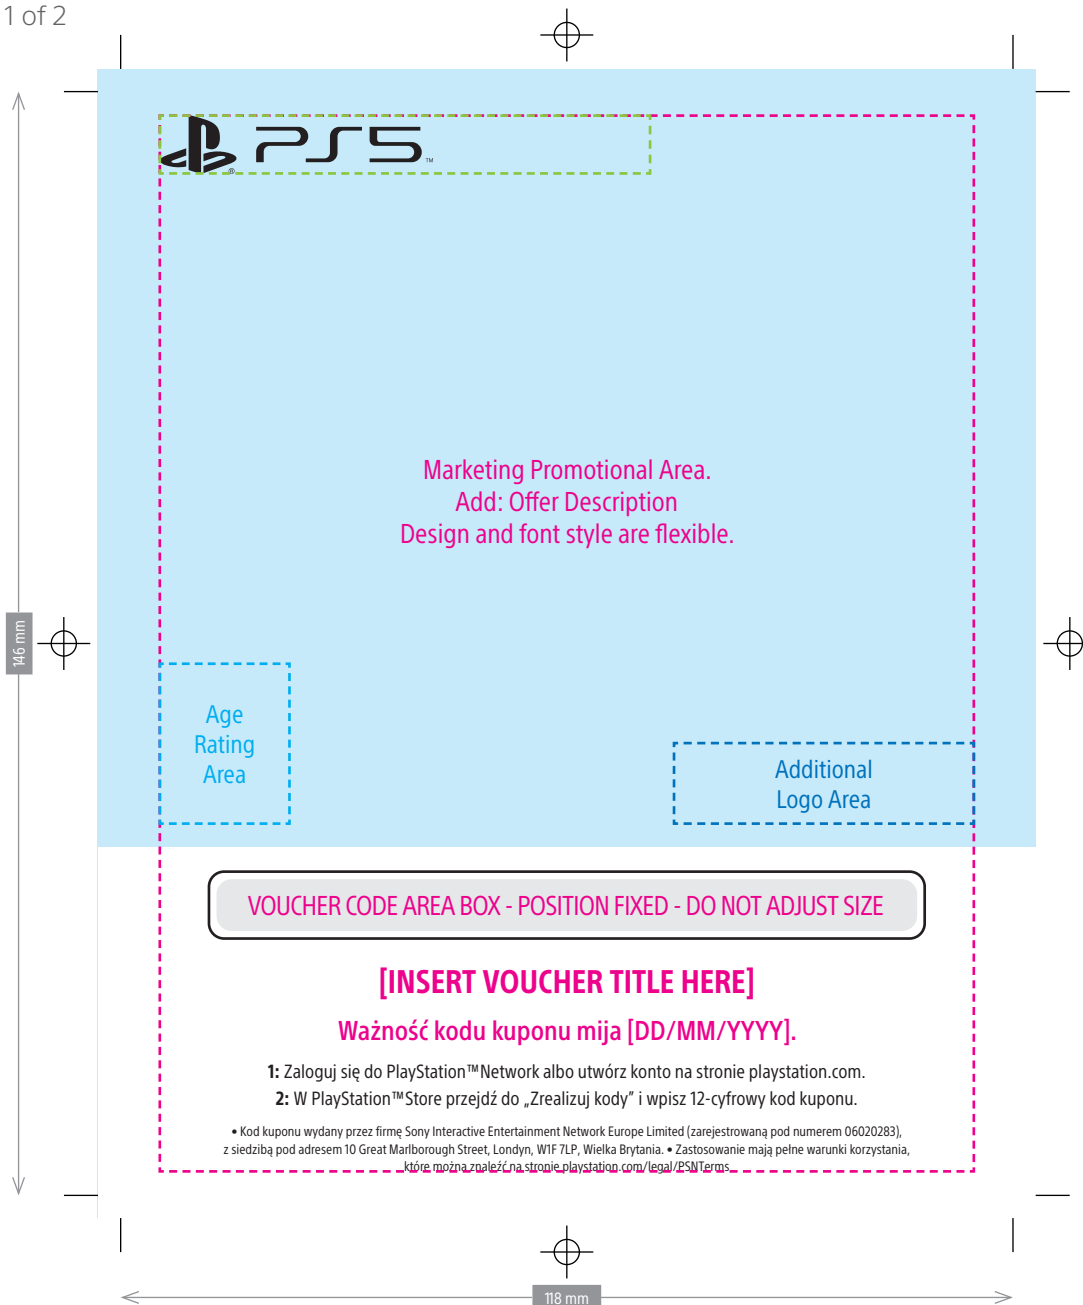 1 of 2
PS5™
®
Marketing Promotional Area.
Add: Offer Description
Design and font style are flexible.
146 mm
Age
Rating
Area
Additional
Logo Area
VOUCHER CODE AREA BOX - POSITION FIXED - DO NOT ADJUST SIZE
[INSERT VOUCHER TITLE HERE]
Ważność kodu kuponu mija [DD/MM/YYYY].
1: Zaloguj się do PlayStation™Network albo utwórz konto na stronie playstation.com.
2: W PlayStation™Store przejdź do „Zrealizuj kody” i wpisz 12-cyfrowy kod kuponu.
• Kod kuponu wydany przez firmę Sony Interactive Entertainment Network Europe Limited (zarejestrowaną pod numerem 06020283),
z siedzibą pod adresem 10 Great Marlborough Street, Londyn, W1F 7LP, Wielka Brytania. • Zastosowanie mają pełne warunki korzystania,
które można znaleźć na stronie playstation.com/legal/PSNTerms
118 mm